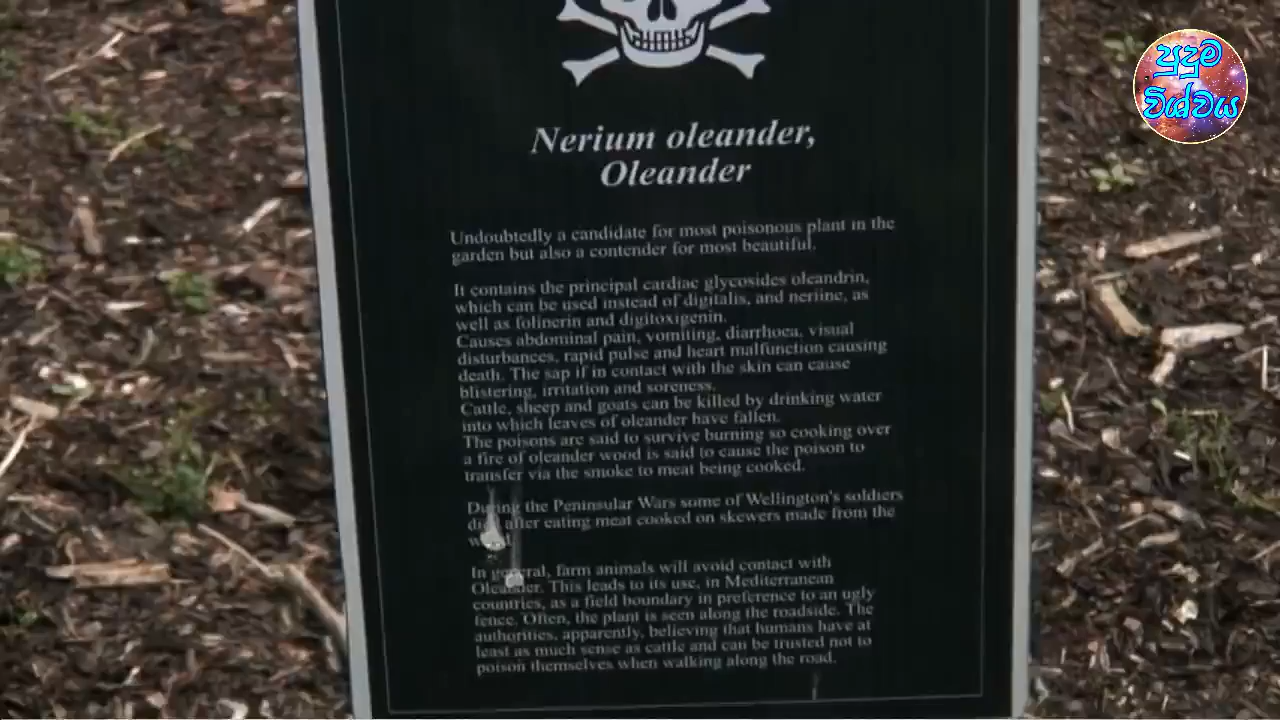 පුදුම
විශ්වය
Nerium oleander,
Oleander
Undoubtedly a candidate for most poisonous plant in the
garden but also a contender for most beautiful.
It contains the principal cardiac glycosides oleandrin,
which can be used instead of digitalis, and neriine, as
well as folinerin and digitoxigenin.
Causes abdominal pain, vomiting, diarrhoea, visual
disturbances, rapid pulse and heart malfunction causing
death. The sap if in contact with the skin can cause
blistering, irritation and soreness.
Cattle, sheep and goats can be killed by drinking water
into which leaves of oleander have fallen.
The poisons are said to survive burning so cooking over
a fire of oleander wood is said to cause the poison to
transfer via the smoke to meat being cooked.
During the Peninsular Wars some of Wellington's soldiers
died after eating meat cooked on skewers made from the
In general, farm animals will avoid contact with
Oleander. This leads to its use, in Mediterranean
countries, as a field boundary in preference to an ugly
fence. Often, the plant is seen along the roadside. The
authorities, apparently, believing that humans have at
least as much sense as cattle and can be trusted not to
poison themselves when walking along the road.